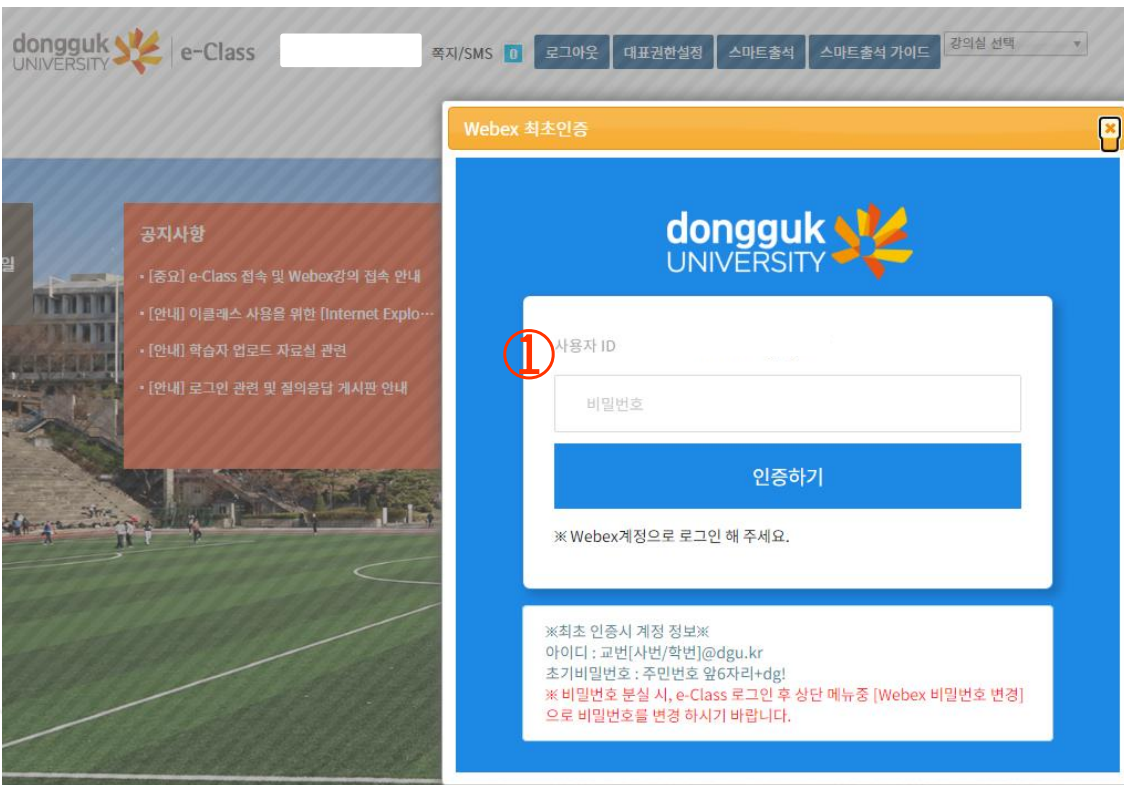 dongguk
UNIVERSITY
e-Class
쪽지/SMS 0 로그아웃 대표권한설정 스마트출석 스마트출석 가이드 강의실 선택
Webex 최초인증
일
공지사항
• [중요] e-Class 접속 및 Webex강의 접속 안내
• [안내] 이클래스 사용을 위한 [Internet Explo…
• [안내] 학습자 업로드 자료실 관련
• [안내] 로그인 관련 및 질의응답 게시판 안내
dongguk
UNIVERSITY
①
사용자 ID
비밀번호
인증하기
※ Webex계정으로 로그인 해 주세요.
※최초 인증시 계정 정보※
아이디 : 교번[사번/학번]@dgu.kr
초기비밀번호 : 주민번호 앞6자리+dg!
※ 비밀번호 분실 시, e-Class 로그인 후 상단 메뉴중 [Webex 비밀번호 변경]
으로 비밀번호를 변경 하시기 바랍니다.